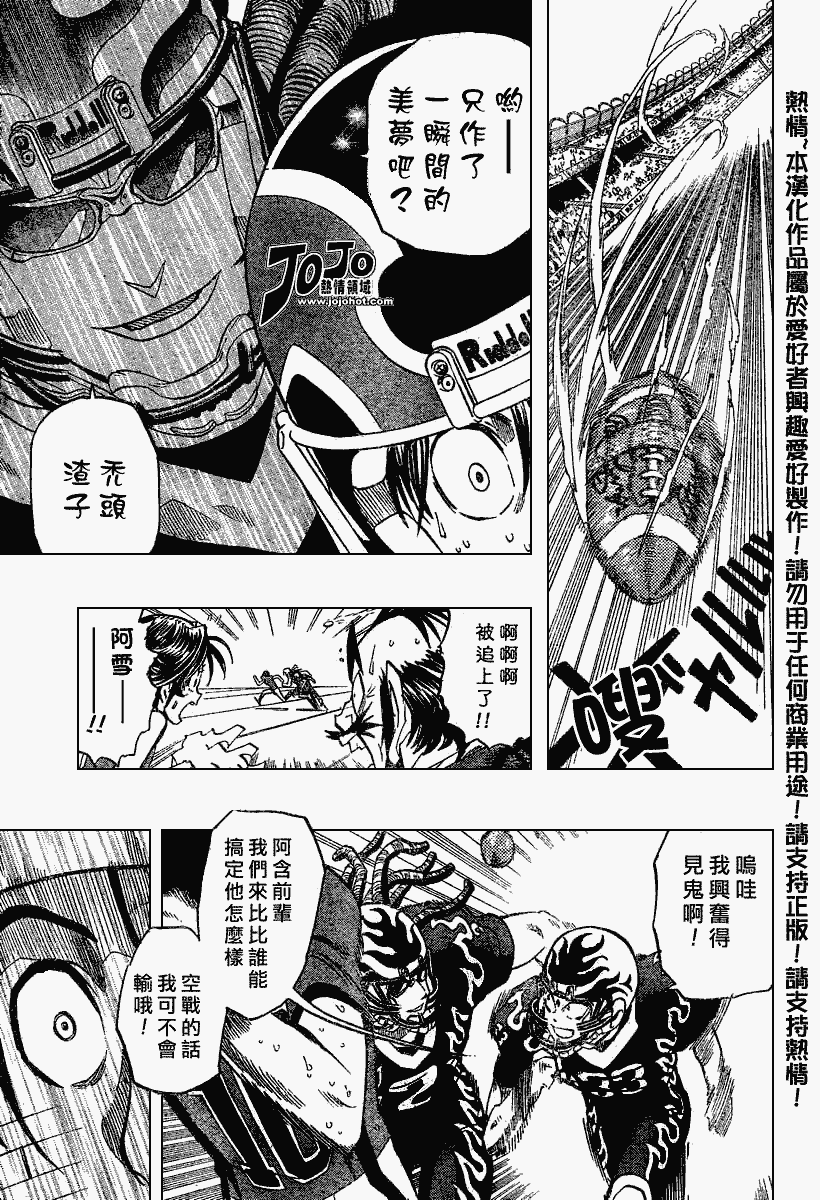 熱情、本漢化作品屬於愛好者興趣愛好製作！請勿用于任何商業用途！請支持正版！請支持熱情！
喲——
只作了
一瞬間的
美夢吧？
Riddell
Riddell
JoJo
熱情領域
www.jojohot.com
禿頭
渣子
啊啊啊
被追上了!!
阿雪——!!
嗚哇
我興奮得
見鬼啊！
阿含前輩
我們來比比誰能
搞定他怎麼樣
空戰的話
我可不會
輸哦！